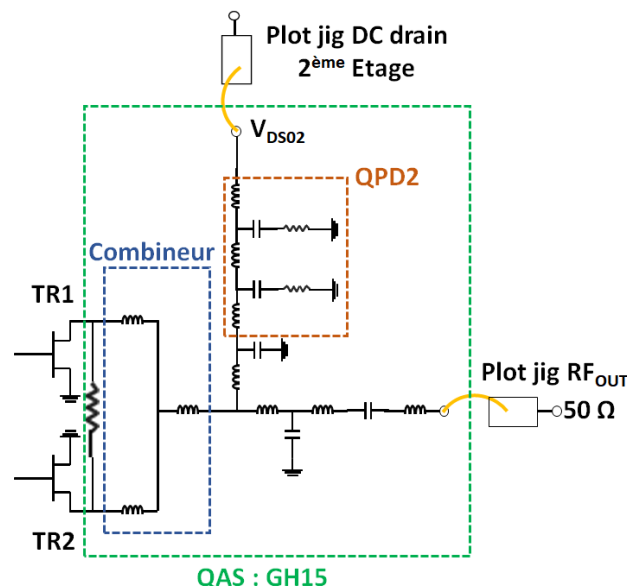 Plot jig DC drain
2ème Etage
VDS02
QPD2
Combineur
TR1
Plot jig RFOUT
50 Ω
TR2
QAS : GH15